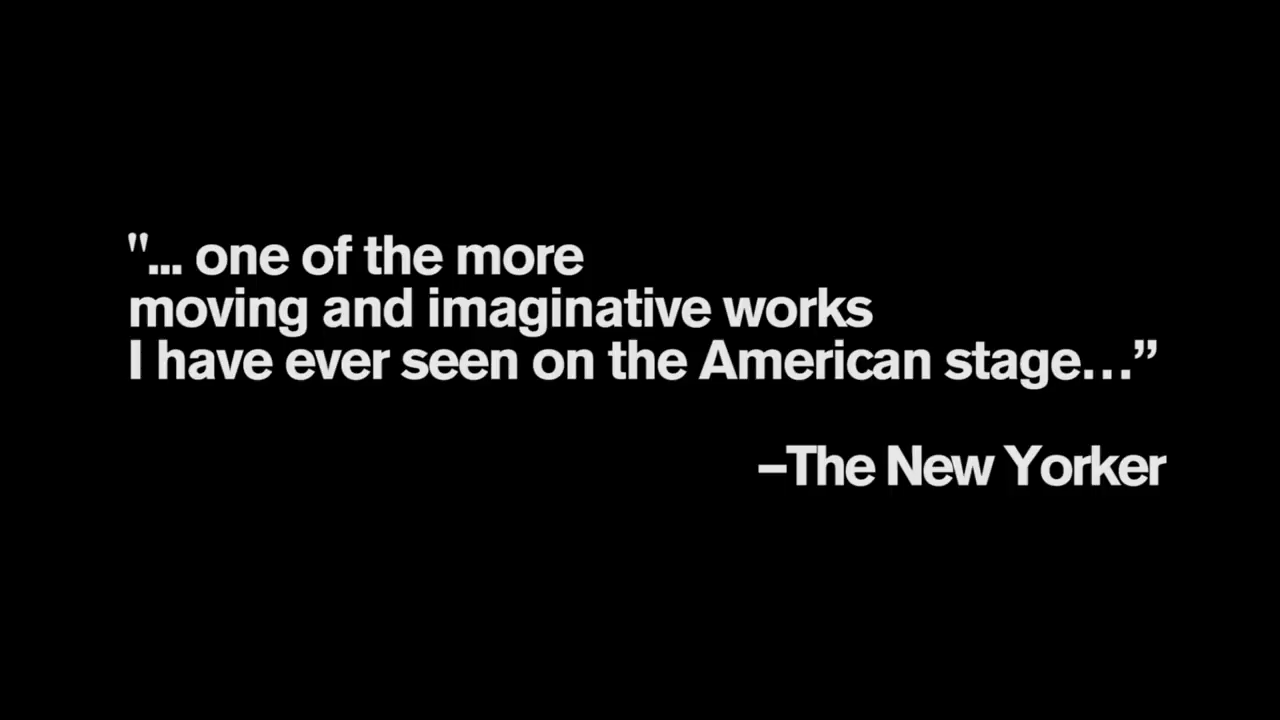 "... one of the more
moving and imaginative works
I have ever seen on the American stage…”
–The New Yorker